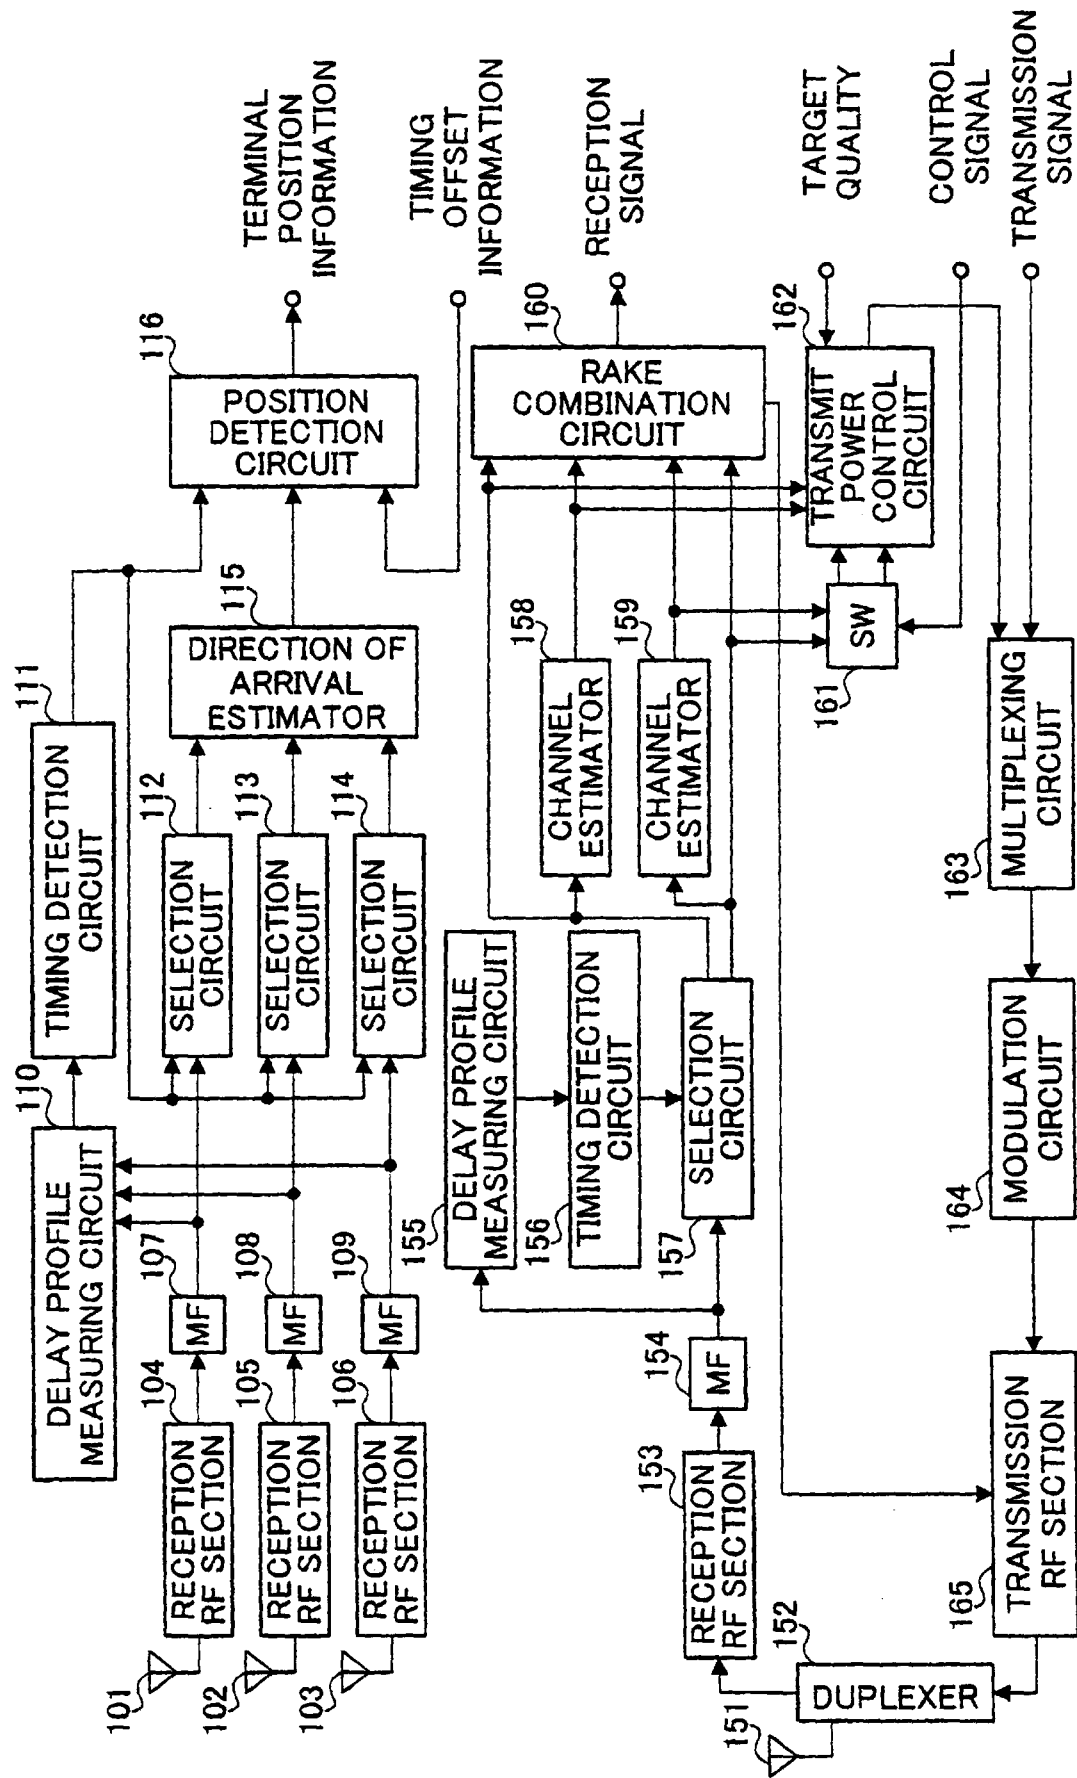 101
102
103
RECEPTION
RF SECTION
104
RECEPTION
RF SECTION
105
RECEPTION
RF SECTION
106
MF
107
MF
108
MF
109
DELAY PROFILE
MEASURING CIRCUIT
110
TIMING DETECTION
CIRCUIT
111
SELECTION
CIRCUIT
112
SELECTION
CIRCUIT
113
SELECTION
CIRCUIT
114
DIRECTION OF
ARRIVAL
ESTIMATOR
115
POSITION
DETECTION
CIRCUIT
116
TERMINAL
POSITION
INFORMATION
TIMING
OFFSET
INFORMATION
151
DUPLEXER
152
RECEPTION
RF SECTION
153
MF
154
DELAY PROFILE
MEASURING CIRCUIT
155
TIMING DETECTION
CIRCUIT
156
SELECTION
CIRCUIT
157
CHANNEL
ESTIMATOR
158
CHANNEL
ESTIMATOR
159
RAKE
COMBINATION
CIRCUIT
160
RECEPTION
SIGNAL
SW
161
TRANSMIT
POWER
CONTROL
CIRCUIT
162
TARGET
QUALITY
CONTROL
SIGNAL
TRANSMISSION
SIGNAL
MULTIPLEXING
CIRCUIT
163
MODULATION
CIRCUIT
164
TRANSMISSION
RF SECTION
165